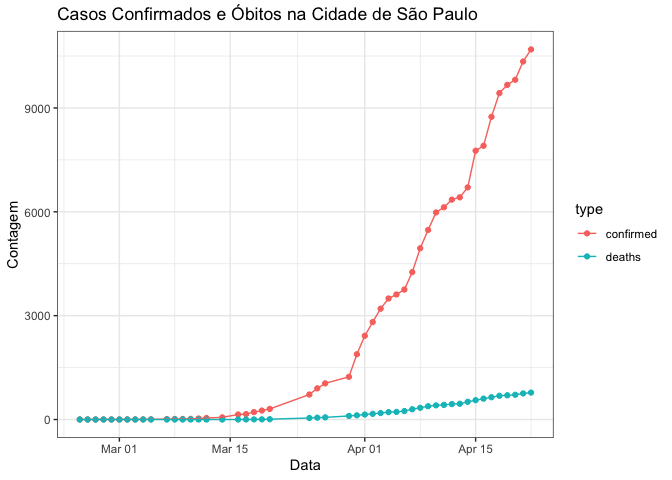 Casos Confirmados e Óbitos na Cidade de São Paulo
Contagem
9000
6000
3000
0
Mar 01
Mar 15
Apr 01
Apr 15
Data
type
confirmed
deaths